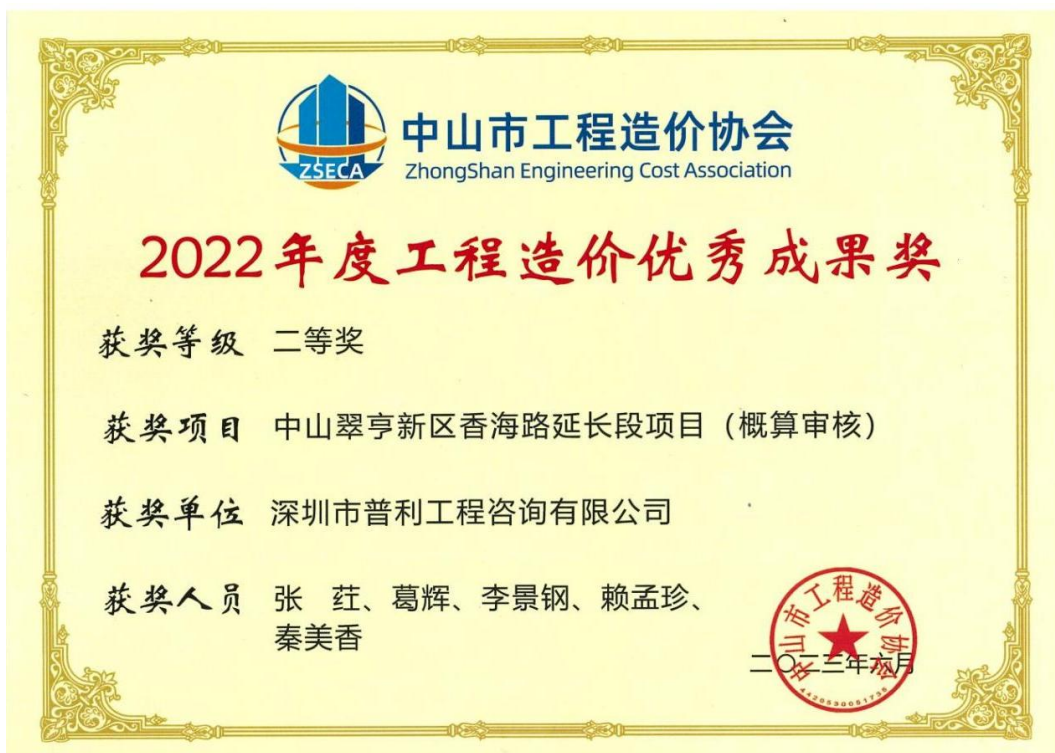 中山市工程造价协会
ZSECA
ZhongShan Engineering Cost Association
2022年度工程造价优秀成果奖
获奖等级 二等奖
获奖项目 中山翠亨新区香海路延长段项目（概算审核）
获奖单位 深圳市普利工程咨询有限公司
获奖人员 张 荭、葛辉、李景钢、赖孟珍、
秦美香
中山市工程造价协会
二〇二三年六月